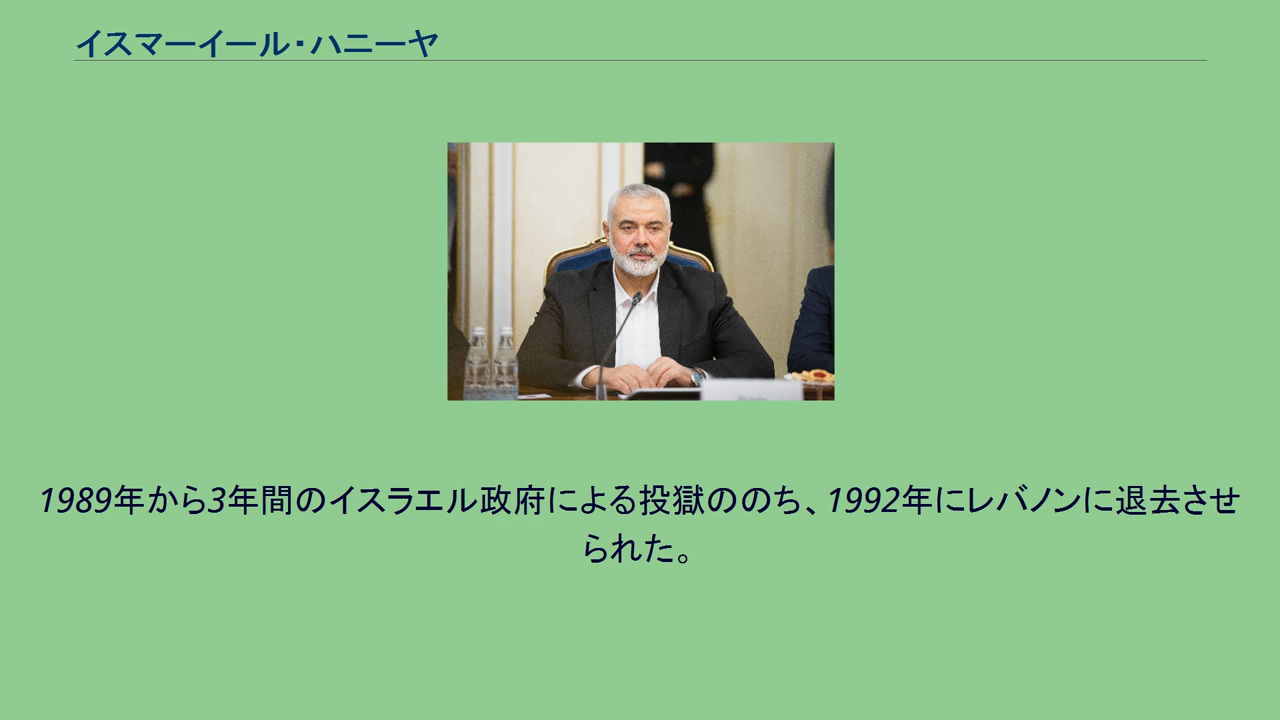 イスマーイール・ハニーヤ
1989年から3年間のイスラエル政府による投獄ののち、1992年にレバノンに退去させ
られた。